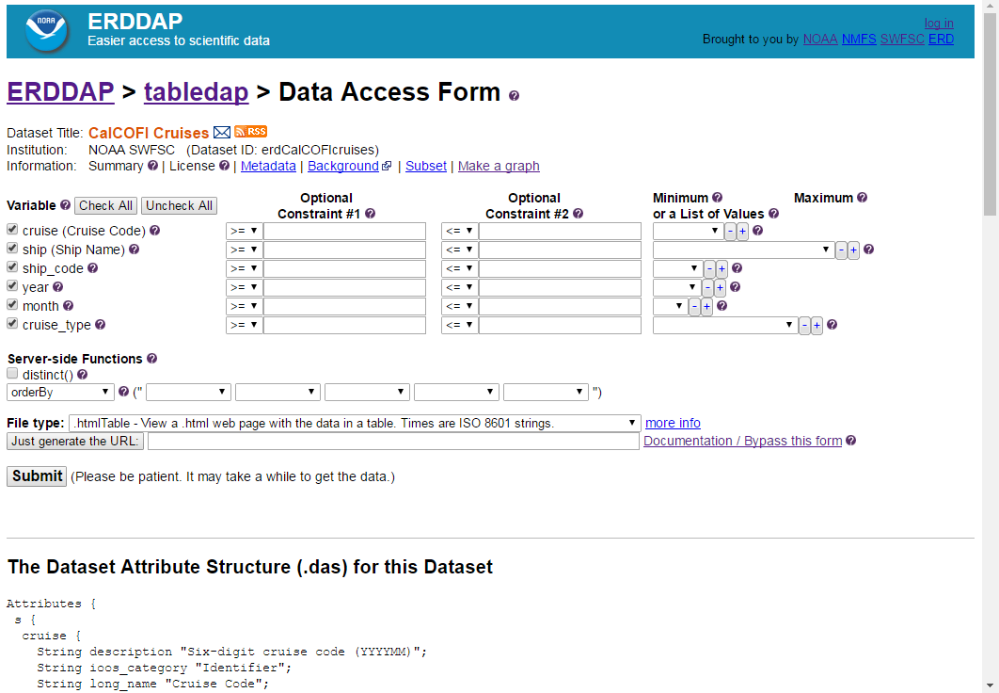 NOAA
ERDDAP
Easier access to scientific data
log in
Brought to you by NOAA NMFS SWFSC ERD
ERDDAP > tabledap > Data Access Form ?
Dataset Title: CalCOFI Cruises RSS
Institution: NOAA SWFSC (Dataset ID: erdCalCOFIcruises)
Information: Summary ? | License ? | Metadata | Background | Subset | Make a graph
Variable ? Check All Uncheck All
Optional
Constraint #1 ?
Optional
Constraint #2 ?
Minimum ?
or a List of Values ?
Maximum ?
cruise (Cruise Code) ? >= <= - + ?
ship (Ship Name) ? >= <= - + ?
ship_code ? >= <= - + ?
year ? >= <= - + ?
month ? >= <= - + ?
cruise_type ? >= <= - + ?
Server-side Functions ?
distinct() ?
orderBy ? (" ")
File type: .htmlTable - View a .html web page with the data in a table. Times are ISO 8601 strings. more info
Just generate the URL: Documentation / Bypass this form ?
Submit (Please be patient. It may take a while to get the data.)
The Dataset Attribute Structure (.das) for this Dataset
Attributes {
s {
cruise {
String description "Six-digit cruise code (YYYYMM)";
String ioos_category "Identifier";
String long_name "Cruise Code";